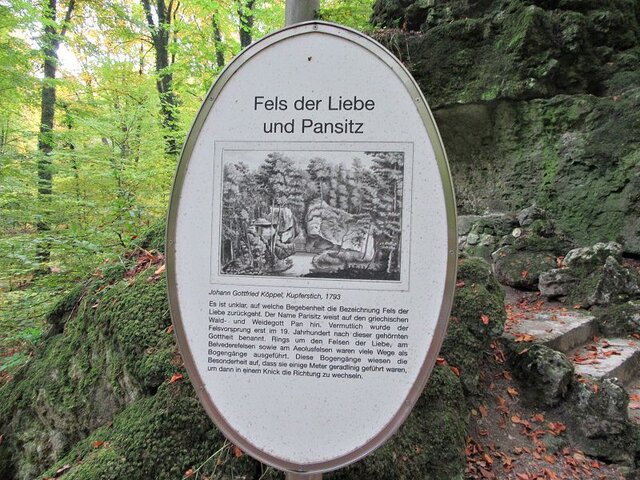 Fels der Liebe
und Pansitz
Johann Gottfried Köppel, Kupferstich, 1793
Es ist unklar, auf welche Begebenheit die Bezeichnung Fels der
Liebe zurückgeht. Der Name Pansitz weist auf den griechischen
Wald- und Weidegott Pan hin. Vermutlich wurde der
Felsvorsprung erst im 19. Jahrhundert nach dieser gehörnten
Gottheit benannt. Rings um den Felsen der Liebe, am
Belvederefelsen sowie am Aeolusfelsen waren viele Wege als
Bogengänge ausgeführt. Diese Bogengänge wiesen die
Besonderheit auf, dass sie einige Meter geradlinig geführt waren,
um dann in einem Knick die Richtung zu wechseln.